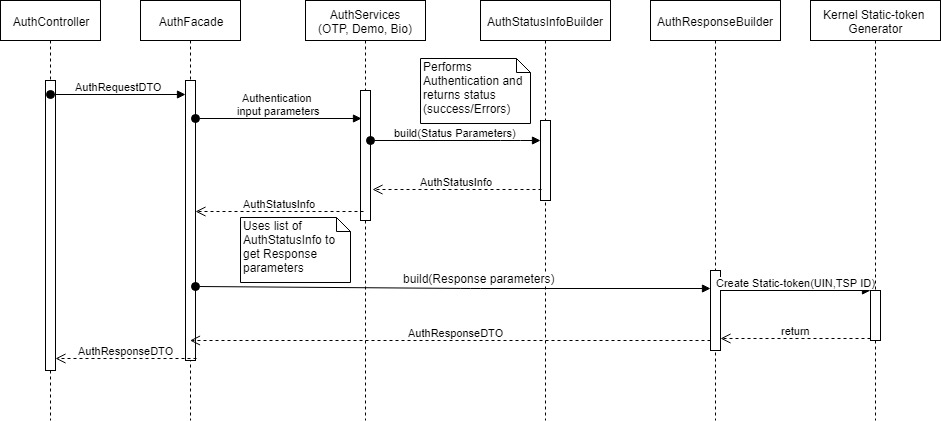 AuthController
AuthFacade
AuthServices
(OTP, Demo, Bio)
AuthStatusInfoBuilder
AuthResponseBuilder
Kernel Static-token
Generator
Performs
Authentication and
returns status
(success/Errors)
AuthRequestDTO
Authentication
input parameters
build(Status Parameters)
AuthStatusInfo
AuthStatusInfo
Uses list of
AuthStatusInfo to
get Response
parameters
build(Response parameters)
Create Static-token(UIN,TSP ID)
return
AuthResponseDTO
AuthResponseDTO